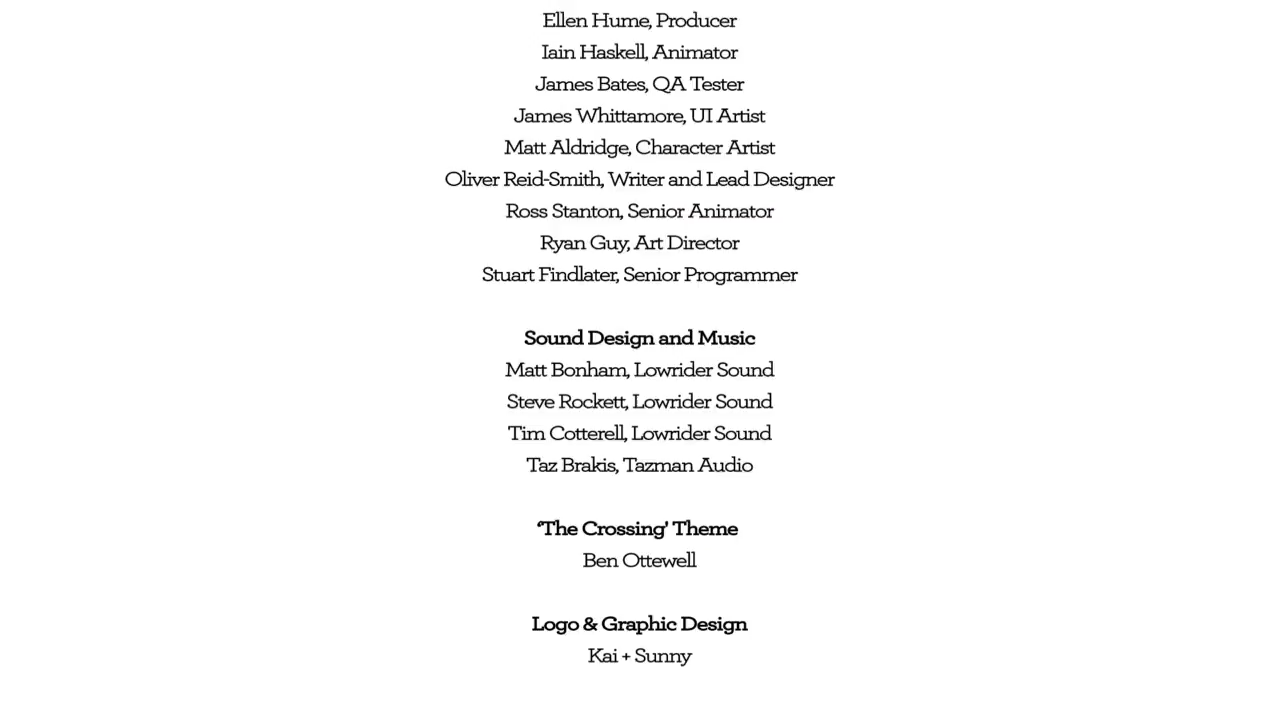 Ellen Hume, Producer
Iain Haskell, Animator
James Bates, QA Tester
James Whittamore, UI Artist
Matt Aldridge, Character Artist
Oliver Reid-Smith, Writer and Lead Designer
Ross Stanton, Senior Animator
Ryan Guy, Art Director
Stuart Findlater, Senior Programmer
Sound Design and Music
Matt Bonham, Lowrider Sound
Steve Rockett, Lowrider Sound
Tim Cotterell, Lowrider Sound
Taz Brakis, Tazman Audio
‘The Crossing' Theme
Ben Ottewell
Logo & Graphic Design
Kai + Sunny